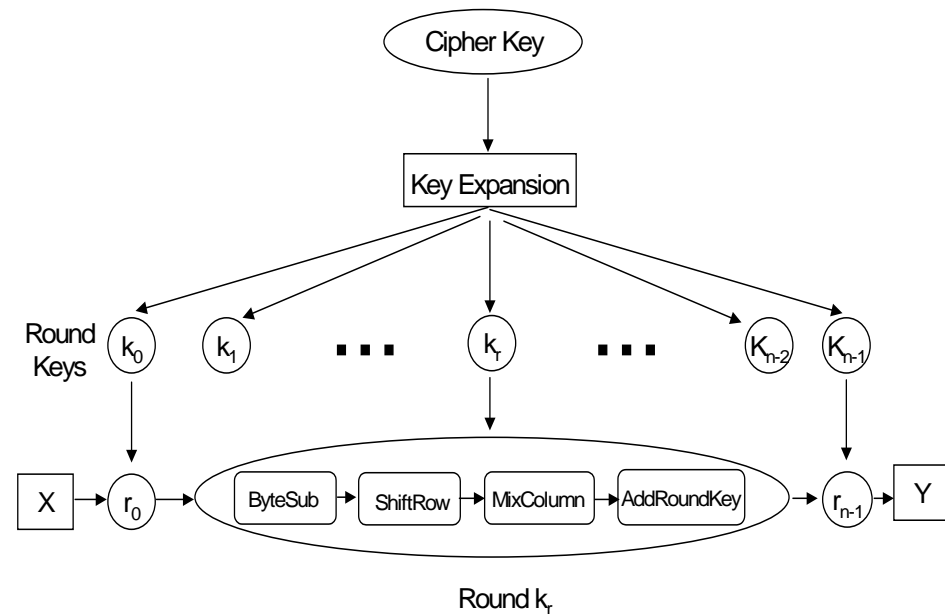 Cipher Key
Key Expansion
Round
Keys
k0
k1
kr
Kn-2
Kn-1
X
r0
ByteSub
ShiftRow
MixColumn
AddRoundKey
rn-1
Y
Round kr